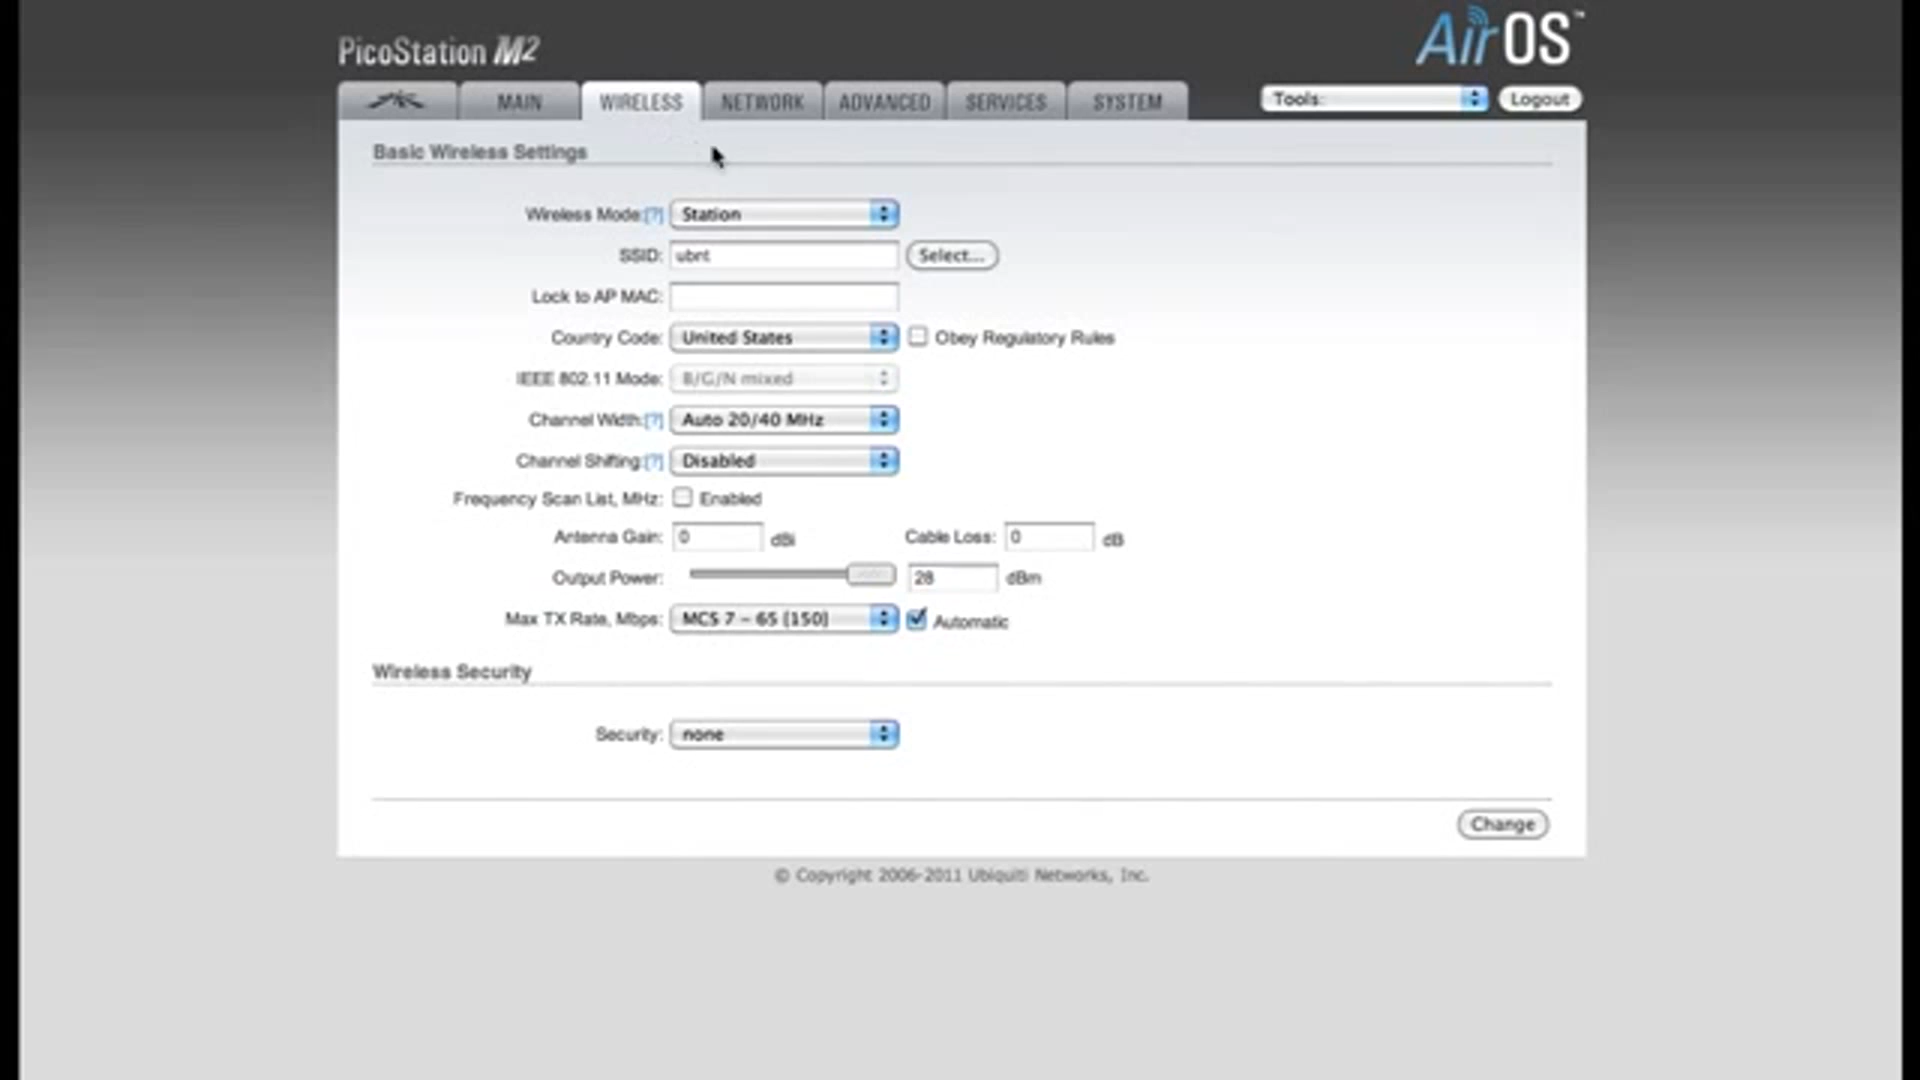 PicoStation M2
AirOS™
MAIN WIRELESS NETWORK ADVANCED SERVICES SYSTEM Tools: Logout
Basic Wireless Settings
Wireless Mode:[?] Station
SSID: ubnt Select...
Lock to AP MAC:
Country Code: United States Obey Regulatory Rules
IEEE 802.11 Mode: B/G/N mixed
Channel Width:[?] Auto 20/40 MHz
Channel Shifting:[?] Disabled
Frequency Scan List, MHz: Enabled
Antenna Gain: 0 dBi Cable Loss: 0 dB
Output Power: 28 dBm
Max TX Rate, Mbps: MCS 7 - 65 [150] Automatic
Wireless Security
Security: none
Change
© Copyright 2006-2011 Ubiquiti Networks, Inc.